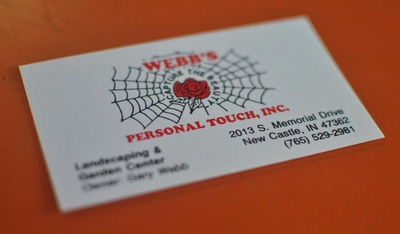 WEBB'S
CAPTURE THE BEAUTY
PERSONAL TOUCH, INC.
Landscaping &
Garden Center
Owner: Gary Webb
2013 S. Memorial Drive
New Castle, IN 47362
(765) 529-2981